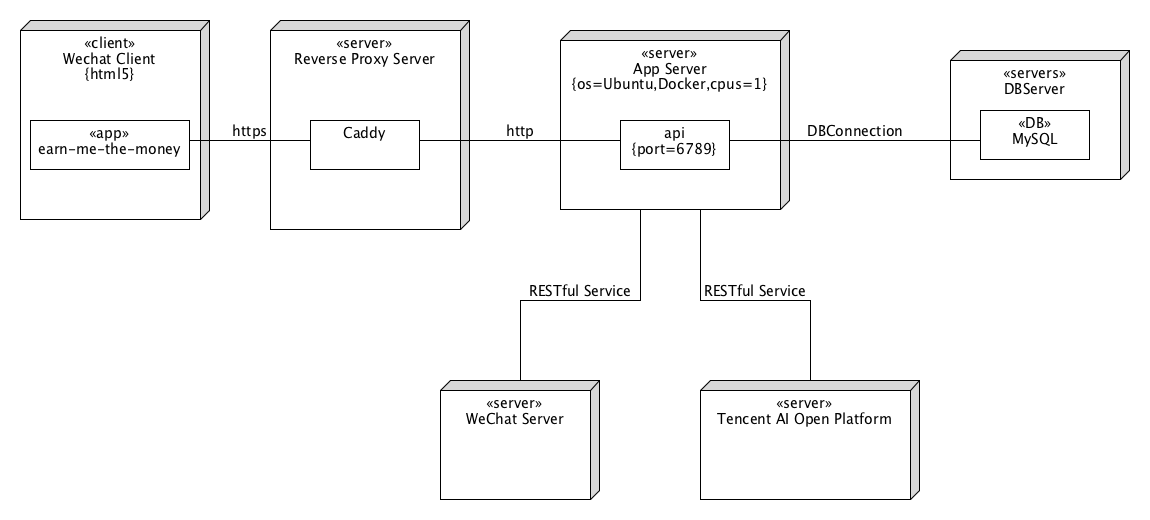 «client»
Wechat Client
{html5}
«app»
earn-me-the-money
https
«server»
Reverse Proxy Server
Caddy
http
«server»
App Server
{os=Ubuntu,Docker,cpus=1}
api
{port=6789}
DBConnection
«servers»
DBServer
«DB»
MySQL
RESTful Service
RESTful Service
«server»
WeChat Server
«server»
Tencent AI Open Platform